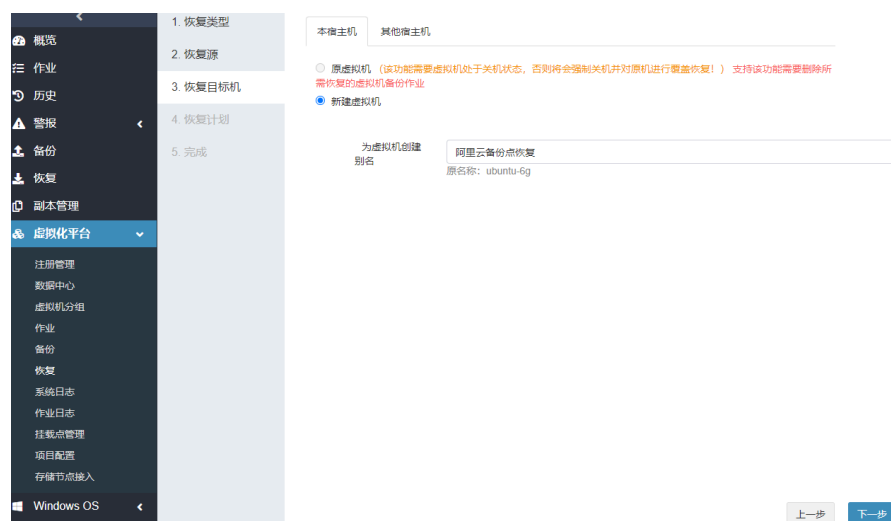 概览
作业
历史
警报
备份
恢复
副本管理
虚拟化平台
注册管理
数据中心
虚拟机分组
作业
备份
恢复
系统日志
作业日志
挂载点管理
项目配置
存储节点接入
Windows OS
1. 恢复类型
2. 恢复源
3. 恢复目标机
4. 恢复计划
5. 完成
本宿主机 其他宿主机
原虚拟机 (该功能需要虚拟机处于关机状态，否则将会强制关机并对原机进行覆盖恢复！) 支持该功能需要删除所
需恢复的虚拟机备份作业
新建虚拟机
为虚拟机创建
别名
阿里云备份点恢复
原名称：ubuntu-6g
上一步 下一步